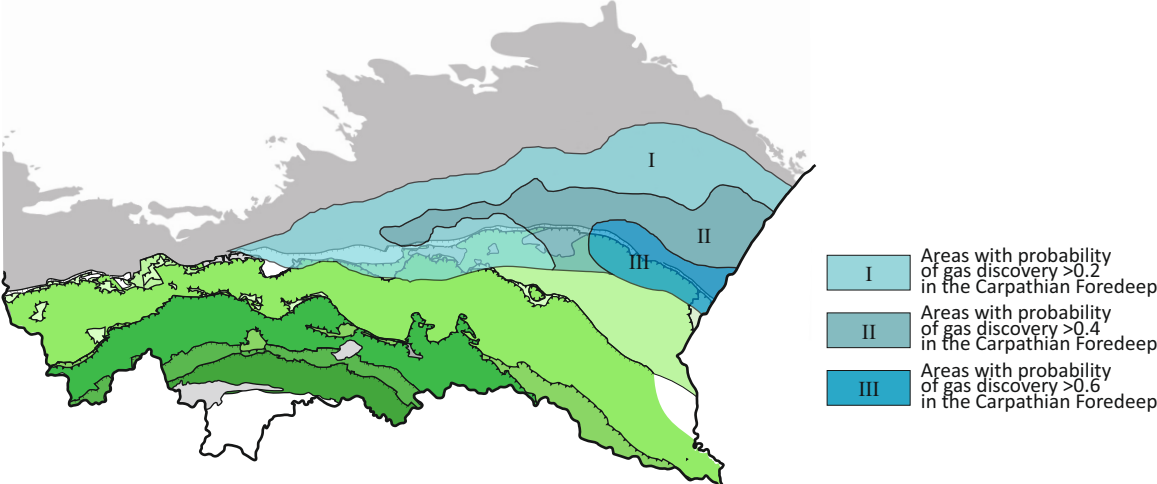 I
II
III
I
Areas with probability
of gas discovery >0.2
in the Carpathian Foredeep
II
Areas with probability
of gas discovery >0.4
in the Carpathian Foredeep
III
Areas with probability
of gas discovery >0.6
in the Carpathian Foredeep